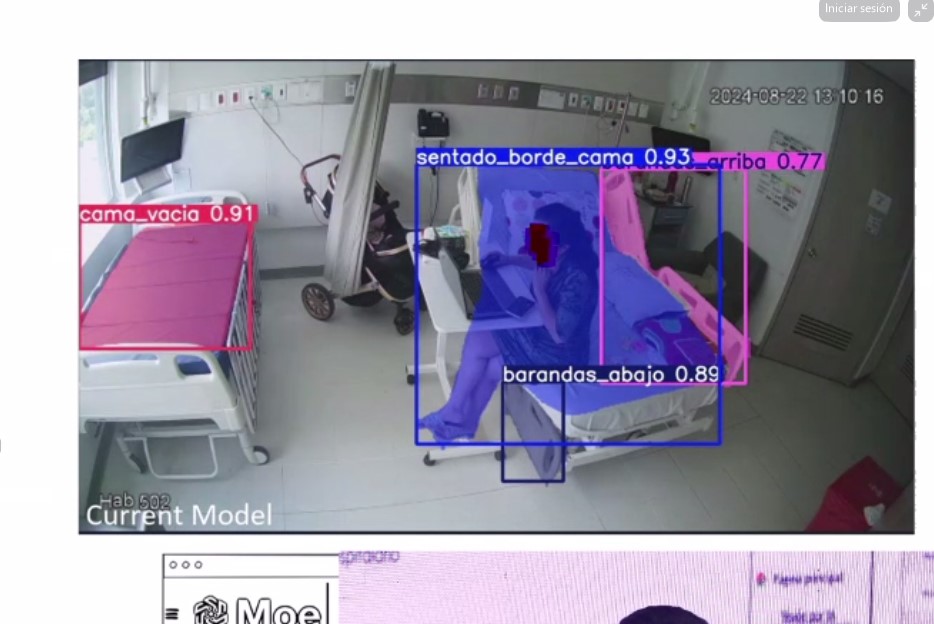 Iniciar sesión
2024-08-22 13 10 16
sentado_borde_cama 0.93
arriba 0.77
cama_vacia 0.91
barandas_abajo 0.89
Hab 502
Current Model
Moe
Página principal